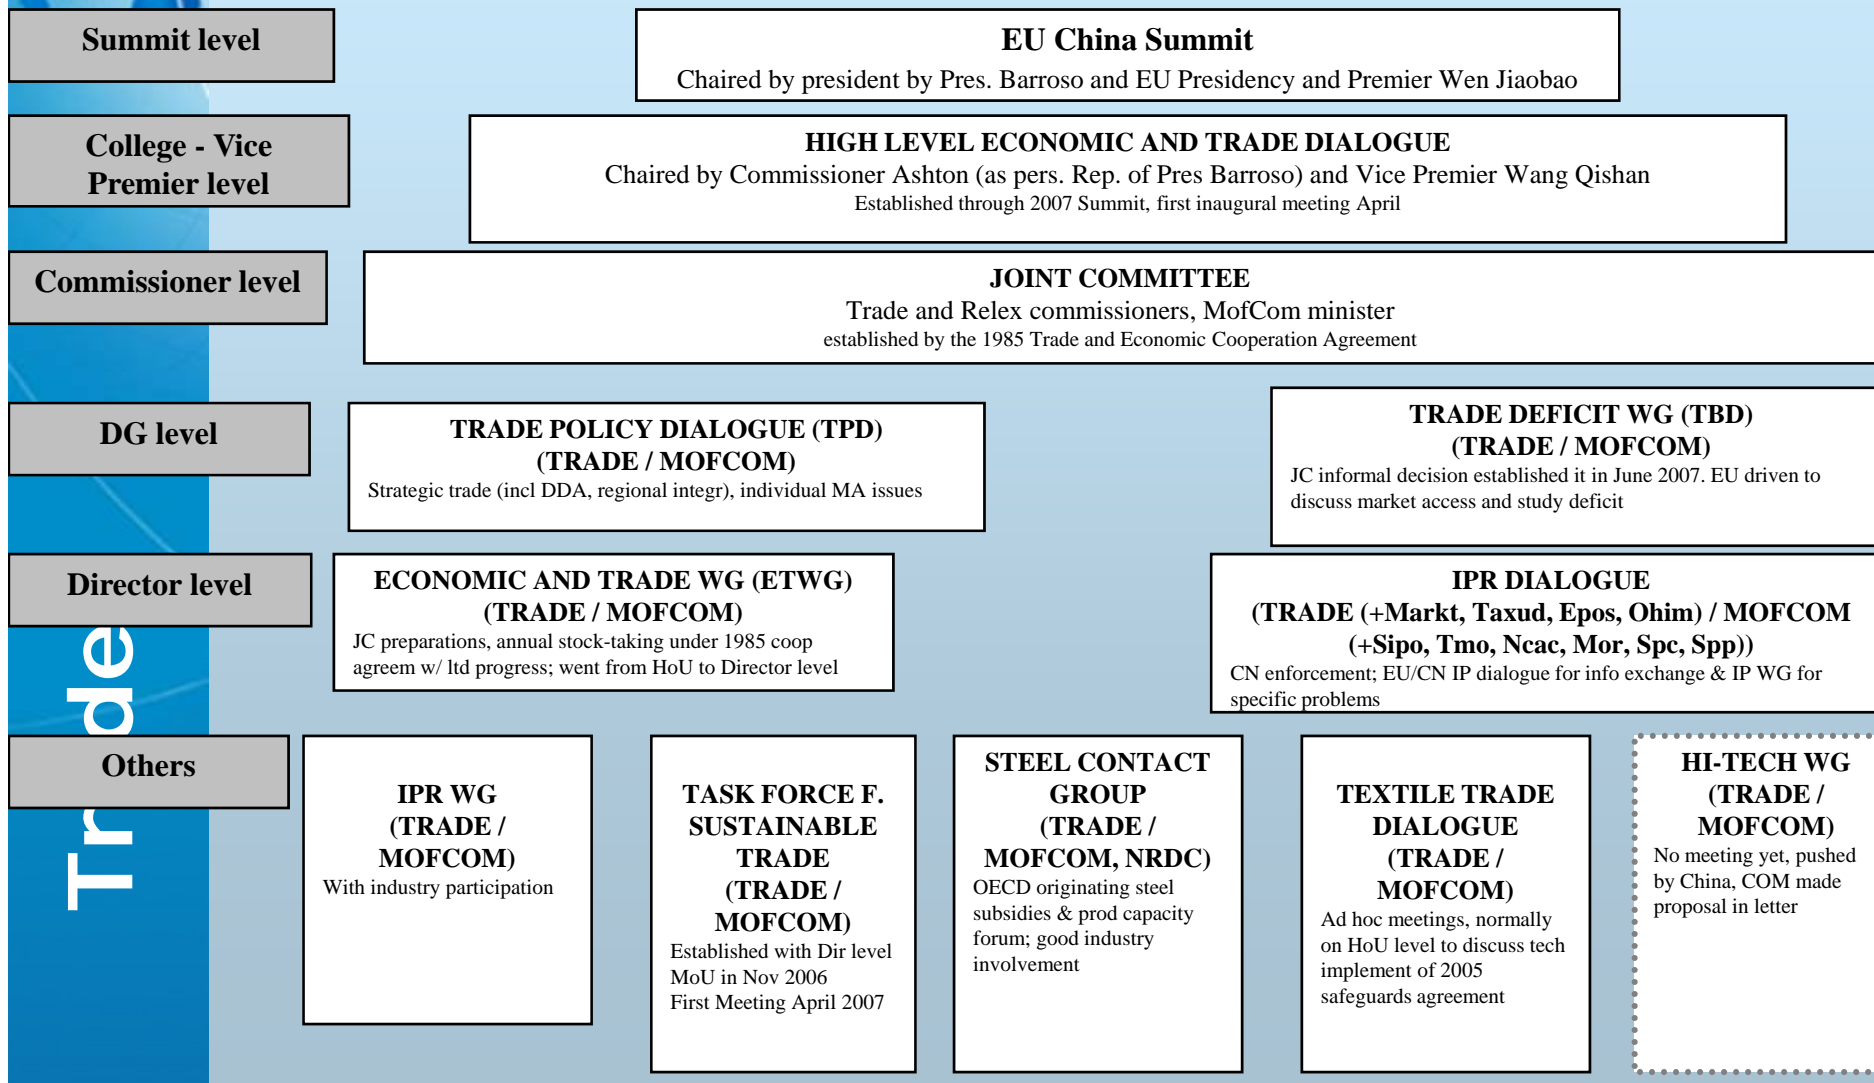 Summit level
EU China Summit
Chaired by president by Pres. Barroso and EU Presidency and Premier Wen Jiaobao
College - Vice
Premier level
HIGH LEVEL ECONOMIC AND TRADE DIALOGUE
Chaired by Commissioner Ashton (as pers. Rep. of Pres Barroso) and Vice Premier Wang Qishan
Established through 2007 Summit, first inaugural meeting April
Commissioner level
JOINT COMMITTEE
Trade and Relex commissioners, MofCom minister
established by the 1985 Trade and Economic Cooperation Agreement
DG level
TRADE POLICY DIALOGUE (TPD)
(TRADE / MOFCOM)
Strategic trade (incl DDA, regional integr), individual MA issues
TRADE DEFICIT WG (TBD)
(TRADE / MOFCOM)
JC informal decision established it in June 2007. EU driven to
discuss market access and study deficit
Director level
ECONOMIC AND TRADE WG (ETWG)
(TRADE / MOFCOM)
JC preparations, annual stock-taking under 1985 coop
agreem w/ ltd progress; went from HoU to Director level
IPR DIALOGUE
(TRADE (+Markt, Taxud, Epos, Ohim) / MOFCOM
(+Sipo, Tmo, Ncac, Mor, Spc, Spp))
CN enforcement; EU/CN IP dialogue for info exchange & IP WG for
specific problems
Others
IPR WG
(TRADE /
MOFCOM)
With industry participation
TASK FORCE F.
SUSTAINABLE
TRADE
(TRADE /
MOFCOM)
Established with Dir level
MoU in Nov 2006
First Meeting April 2007
STEEL CONTACT
GROUP
(TRADE /
MOFCOM, NRDC)
OECD originating steel
subsidies & prod capacity
forum; good industry
involvement
TEXTILE TRADE
DIALOGUE
(TRADE /
MOFCOM)
Ad hoc meetings, normally
on HoU level to discuss tech
implement of 2005
safeguards agreement
HI-TECH WG
(TRADE /
MOFCOM)
No meeting yet, pushed
by China, COM made
proposal in letter
Trade